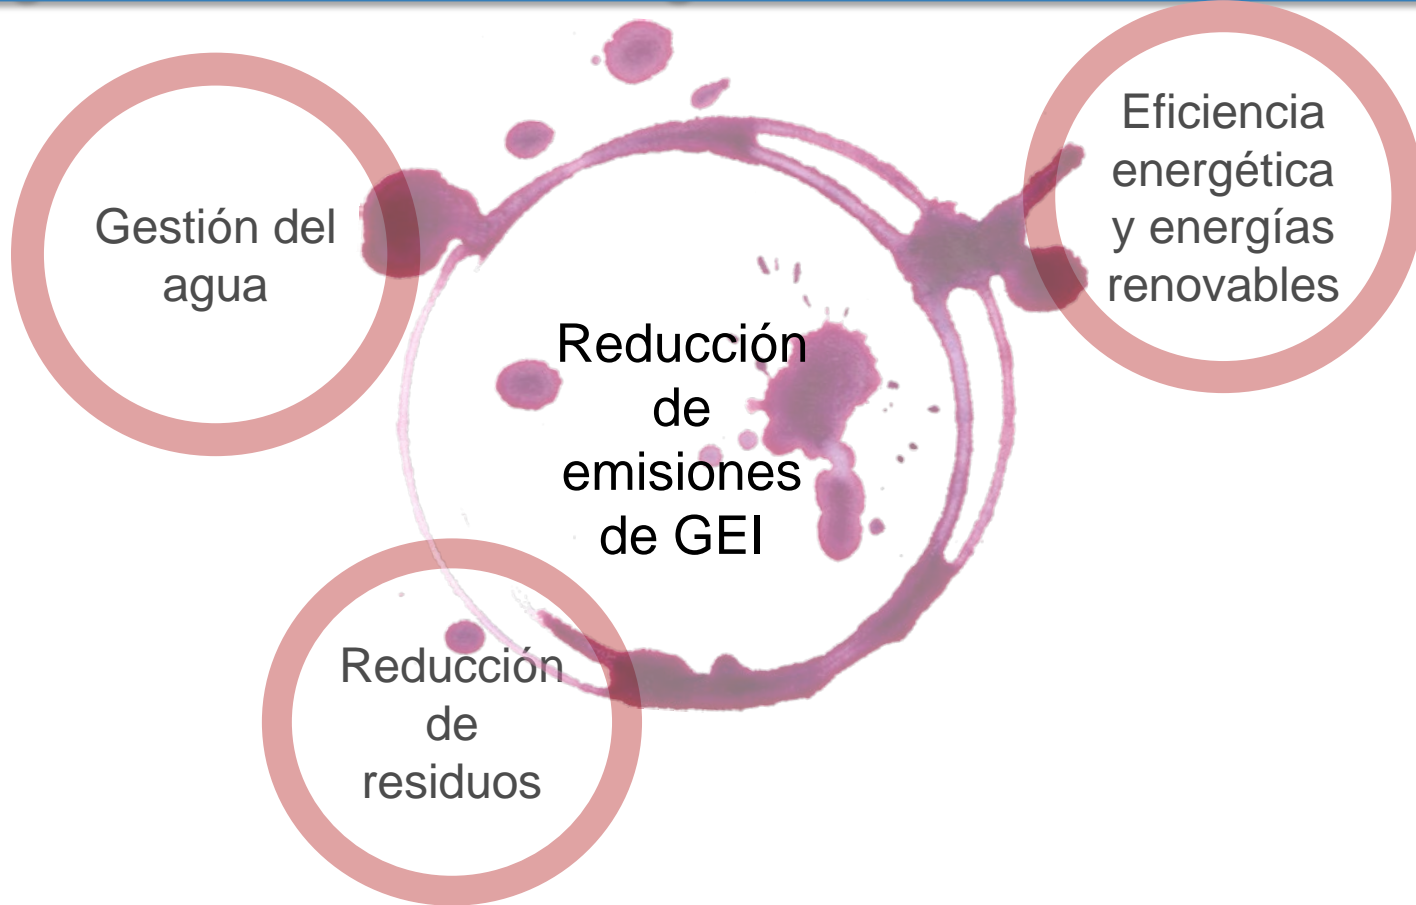 Gestión del
agua
Eficiencia
energética
y energías
renovables
Reducción
de
emisiones
de GEI
Reducción
de
residuos